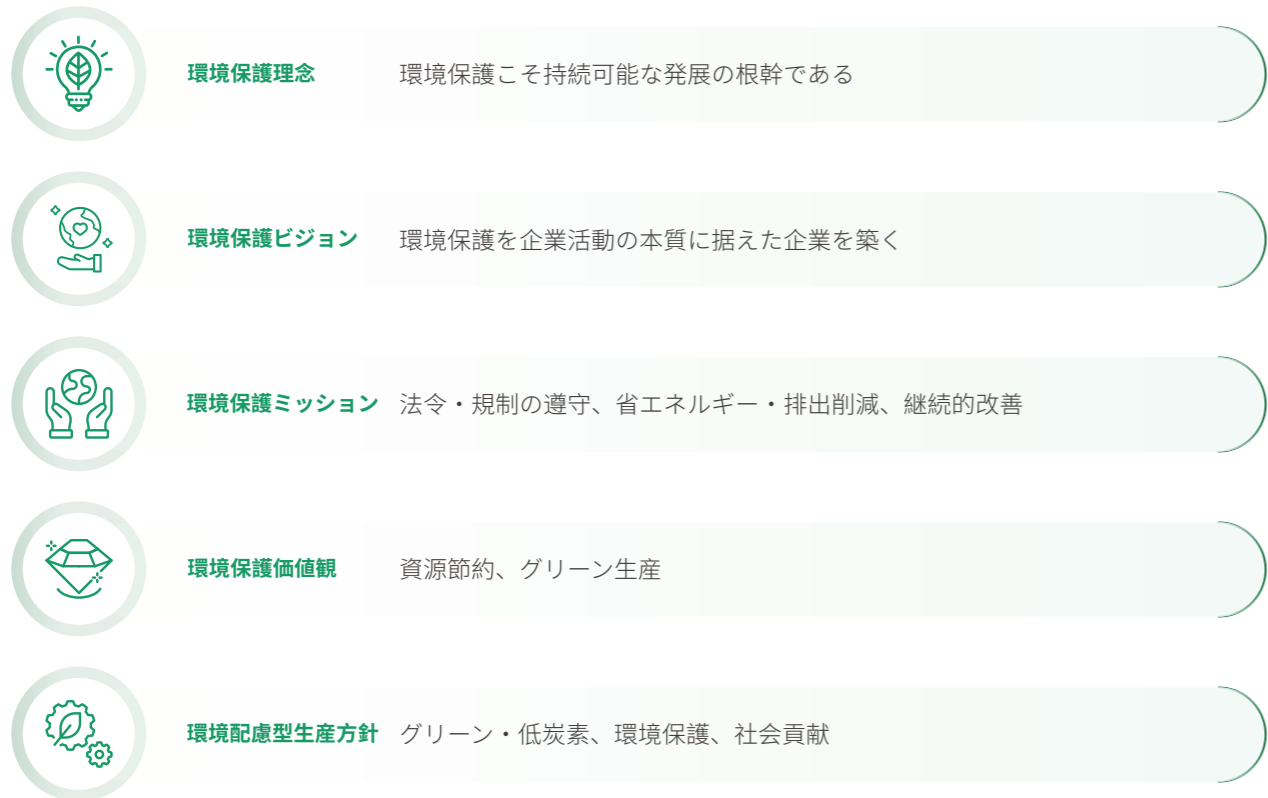 環境保護理念 環境保護こそ持続可能な発展の根幹である
環境保護ビジョン 環境保護を企業活動の本質に据えた企業を築く
環境保護ミッション 法令・規制の遵守、省エネルギー・排出削減、継続的改善
環境保護価値観 資源節約、グリーン生産
環境配慮型生産方針 グリーン・低炭素、環境保護、社会貢献